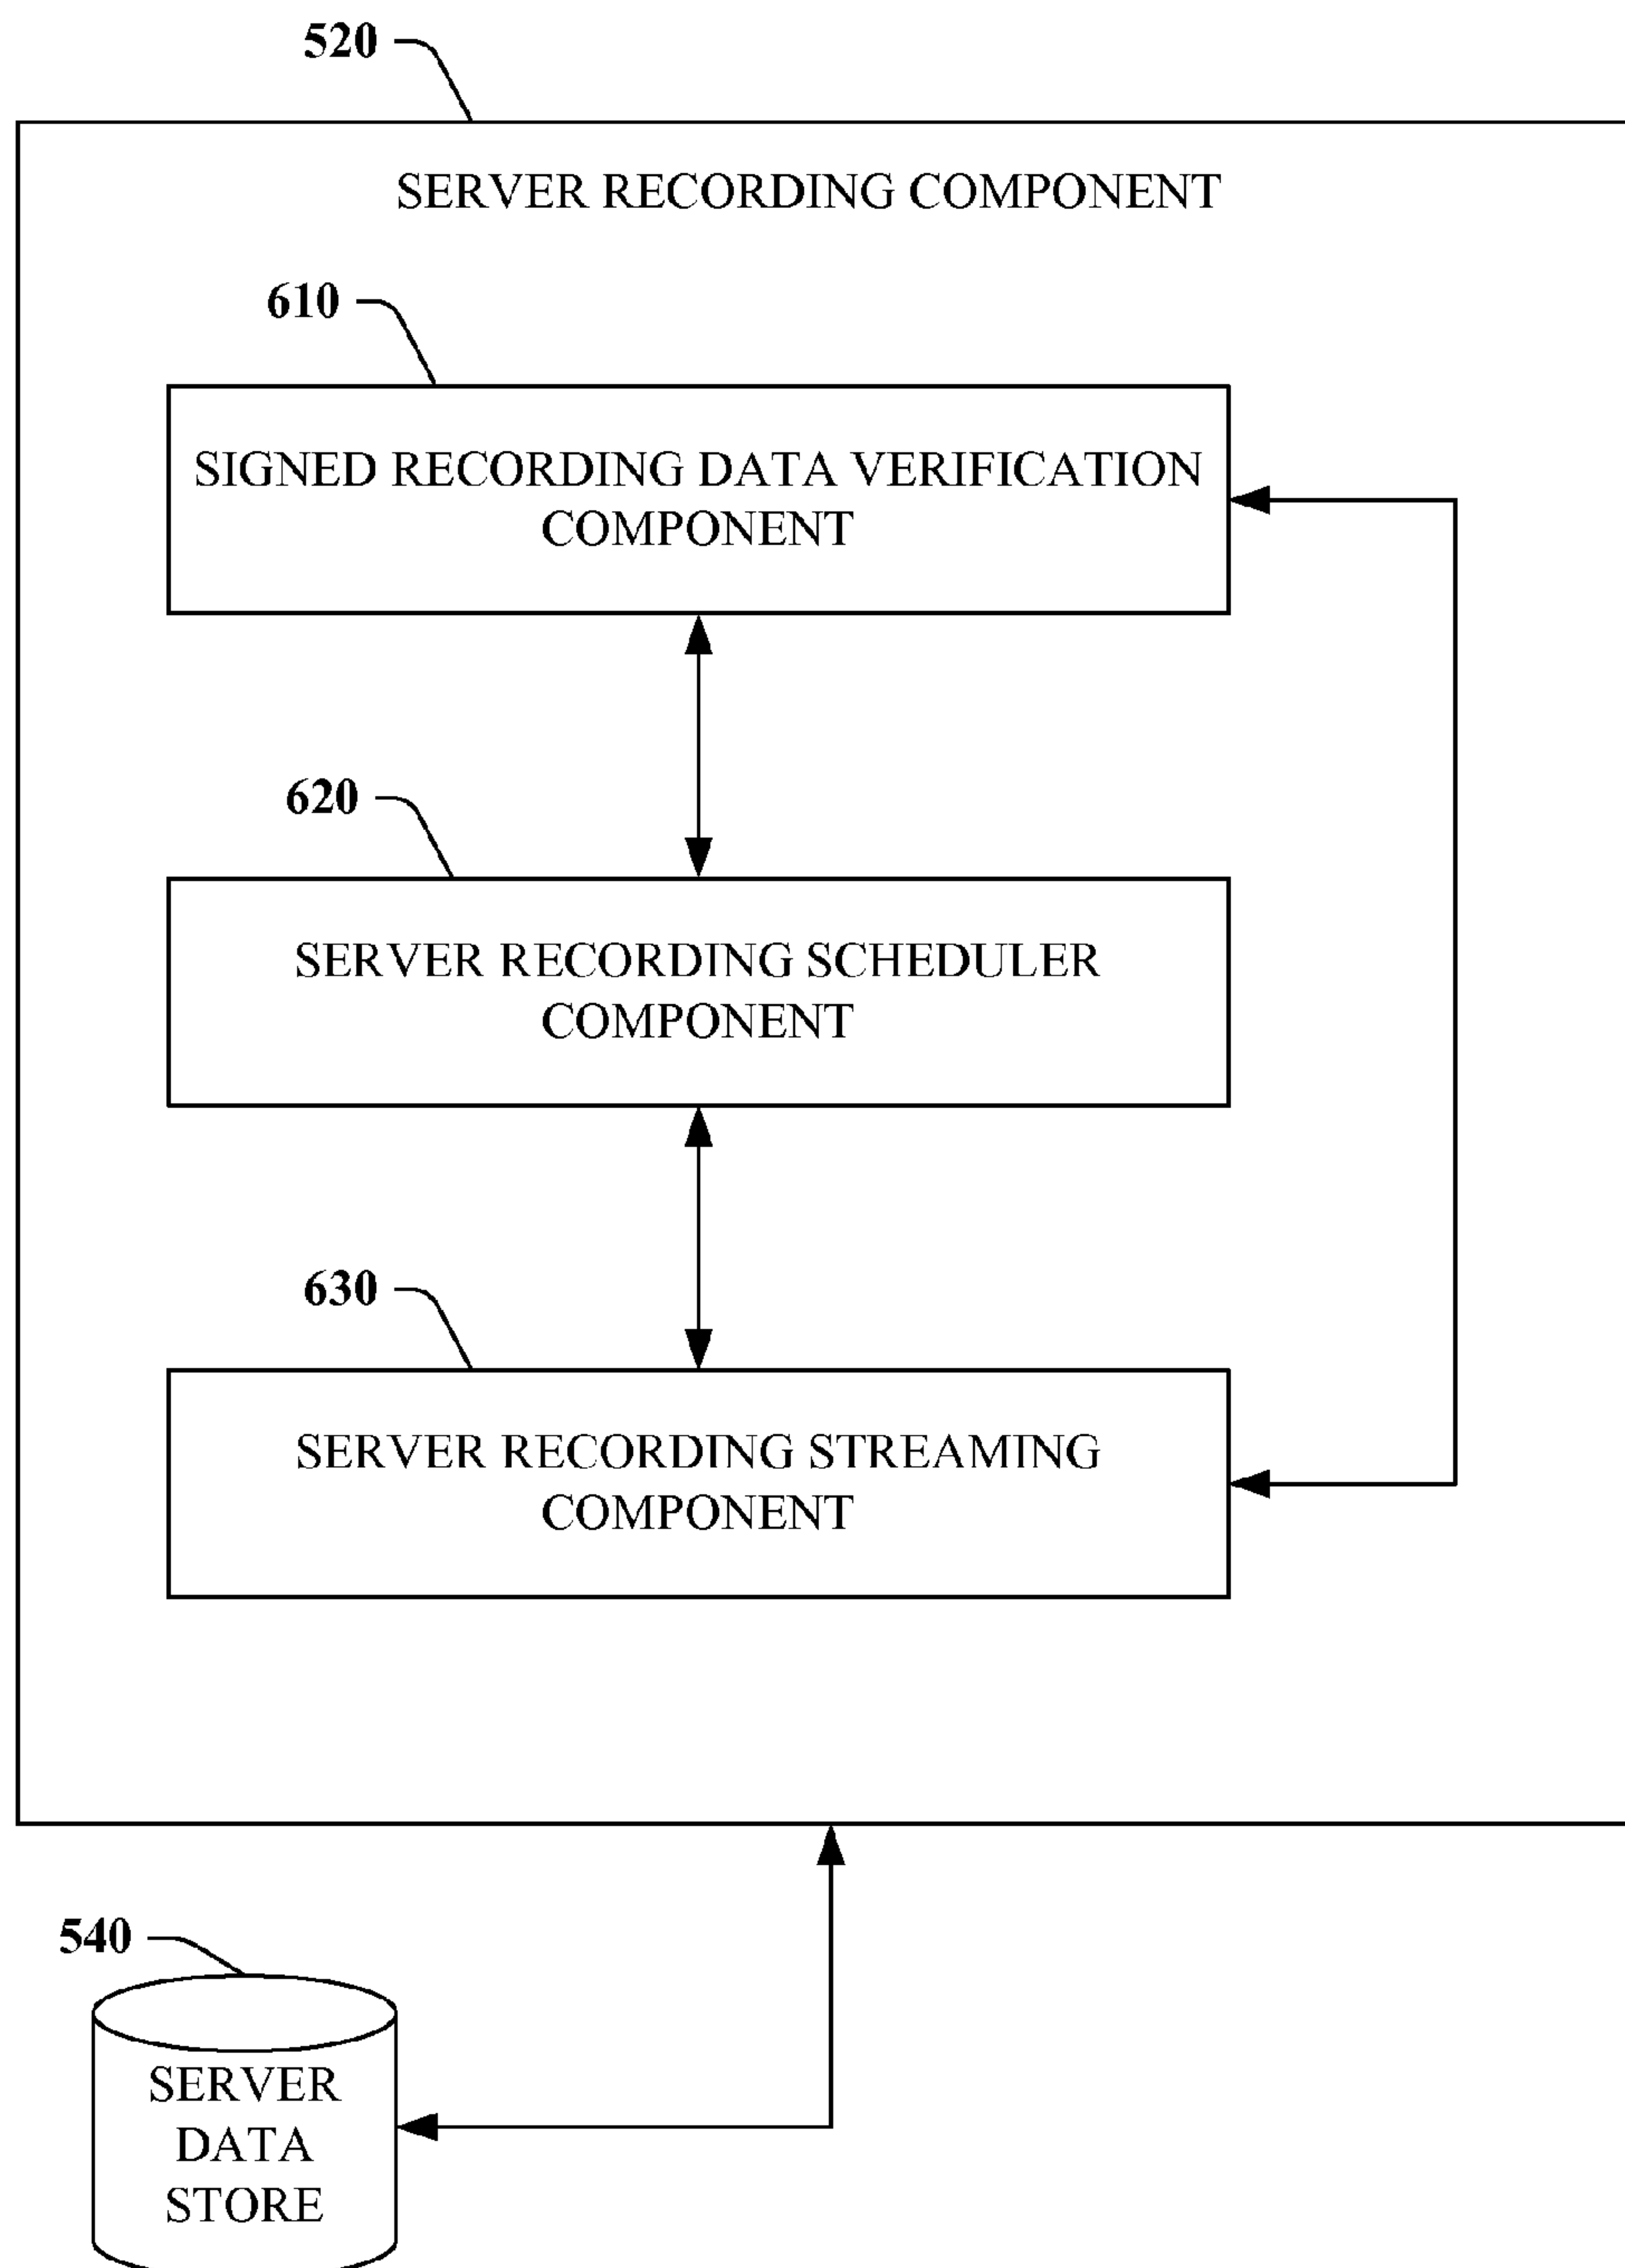 520
SERVER RECORDING COMPONENT
610
SIGNED RECORDING DATA VERIFICATION
COMPONENT
620
SERVER RECORDING SCHEDULER
COMPONENT
630
SERVER RECORDING STREAMING
COMPONENT
540
SERVER
DATA
STORE